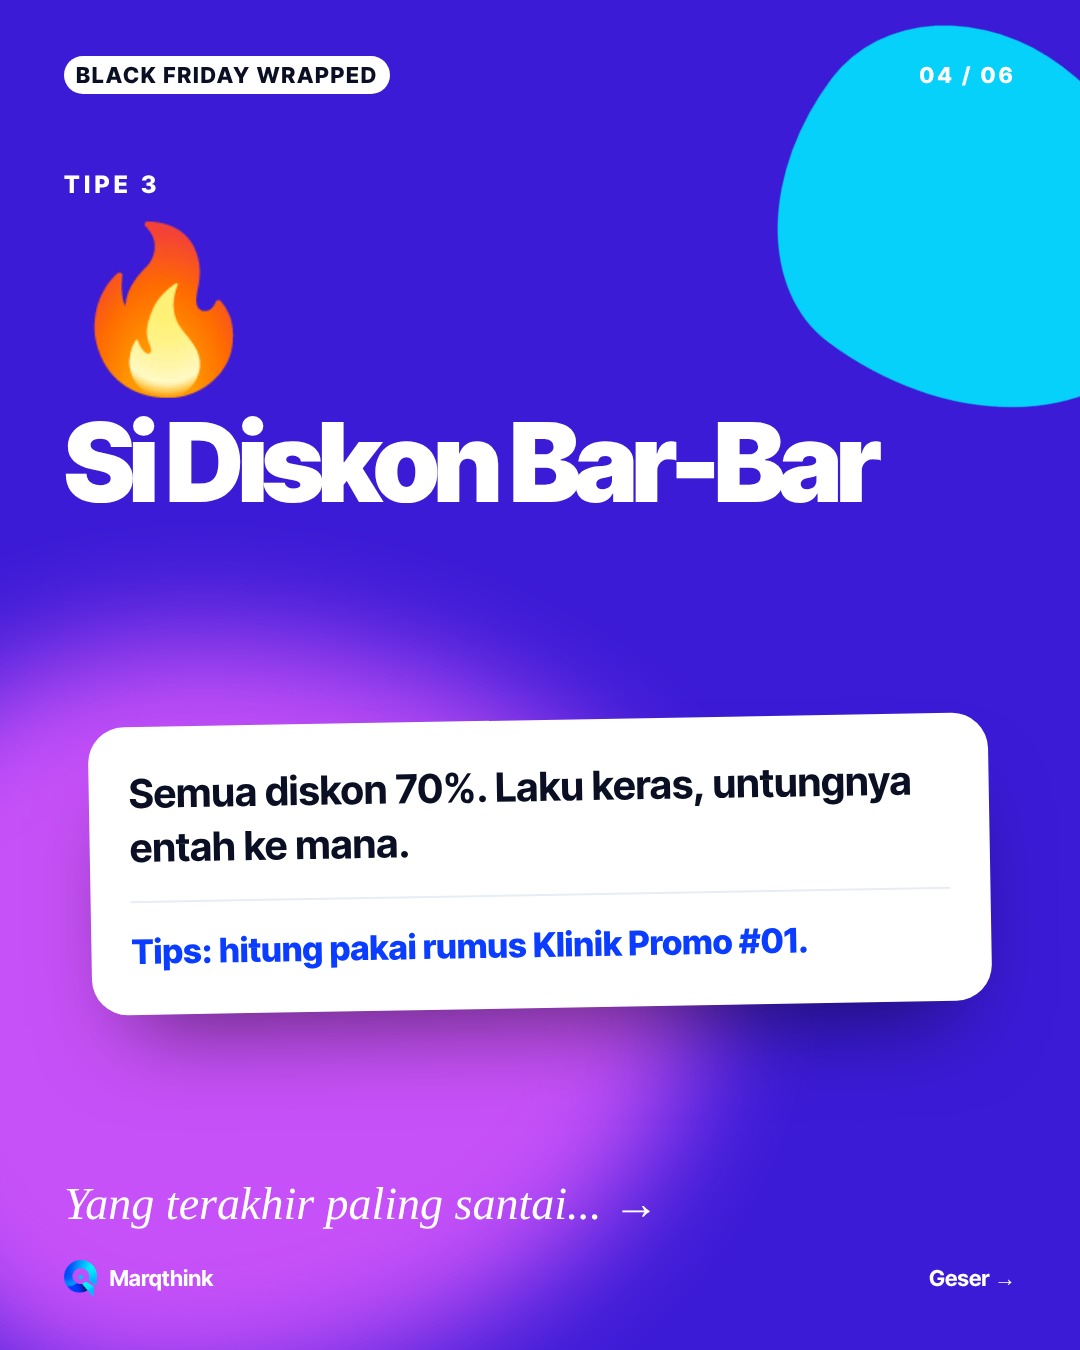 BLACK FRIDAY WRAPPED
04 / 06
TIPE 3
Si Diskon Bar-Bar
Semua diskon 70%. Laku keras, untungnya
entah ke mana.
Tips: hitung pakai rumus Klinik Promo #01.
Yang terakhir paling santai... →
Marqthink
Geser →